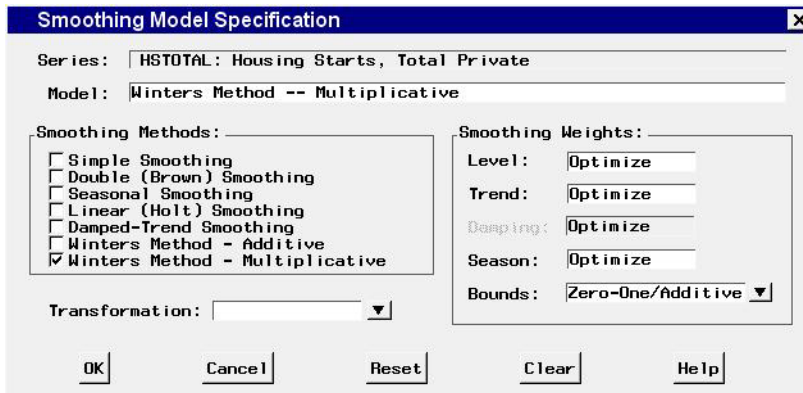 Smoothing Model Specification
Series: HSTOTAL: Housing Starts, Total Private
Model: Winters Method -- Multiplicative
Smoothing Methods:
Simple Smoothing
Double (Brown) Smoothing
Seasonal Smoothing
Linear (Holt) Smoothing
Damped-Trend Smoothing
Winters Method - Additive
Winters Method - Multiplicative
Transformation:
Smoothing Weights:
Level: Optimize
Trend: Optimize
Damping: Optimize
Season: Optimize
Bounds: Zero-One/Additive
OK Cancel Reset Clear Help